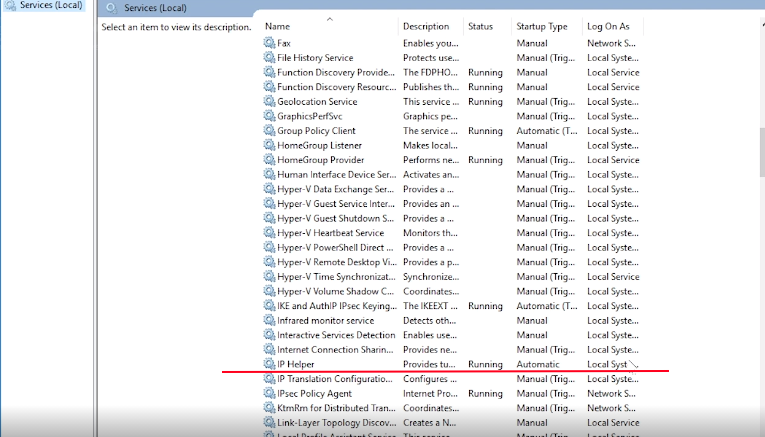 Services (Local)
Services (Local)
Select an item to view its description.
Name Description Status Startup Type Log On As
Fax Enables you... Manual Network S...
File History Service Protects use... Manual (Trig... Local Syste...
Function Discovery Provide... The FDPHO... Running Manual Local Service
Function Discovery Resourc... Publishes th... Running Manual Local Service
Geolocation Service This service ... Running Manual (Trig... Local Syste...
GraphicsPerfSvc Graphics pe... Manual (Trig... Local Syste...
Group Policy Client The service ... Running Automatic (T... Local Syste...
HomeGroup Listener Makes local... Manual Local Syste...
HomeGroup Provider Performs ne... Running Manual (Trig... Local Service
Human Interface Device Ser... Activates an... Manual (Trig... Local Syste...
Hyper-V Data Exchange Ser... Provides a ... Manual (Trig... Local Syste...
Hyper-V Guest Service Inter... Provides an ... Manual (Trig... Local Syste...
Hyper-V Guest Shutdown S... Provides a ... Manual (Trig... Local Syste...
Hyper-V Heartbeat Service Monitors th... Manual (Trig... Local Syste...
Hyper-V PowerShell Direct ... Provides a ... Manual (Trig... Local Syste...
Hyper-V Remote Desktop Vi... Provides a p... Manual (Trig... Local Syste...
Hyper-V Time Synchronizat... Synchronize... Manual (Trig... Local Service
Hyper-V Volume Shadow C... Coordinates... Manual (Trig... Local Syste...
IKE and AuthIP IPsec Keying... The IKEEXT ... Running Automatic (T... Local Syste...
Infrared monitor service Detects oth... Manual Local Syste...
Interactive Services Detection Enables use... Manual Local Syste...
Internet Connection Sharin... Provides ne... Manual (Trig... Local Syste...
IP Helper Provides tu... Running Automatic Local Syst
IP Translation Configuratio... Configures ... Manual (Trig... Local Syste...
IPsec Policy Agent Internet Pro... Running Manual (Trig... Network S...
KtmRm for Distributed Tran... Coordinates... Manual (Trig... Network S...
Link-Layer Topology Discov... Creates a N... Manual Local Service
Local Profile Assistant Service This service ... Manual (Trig... Local Service